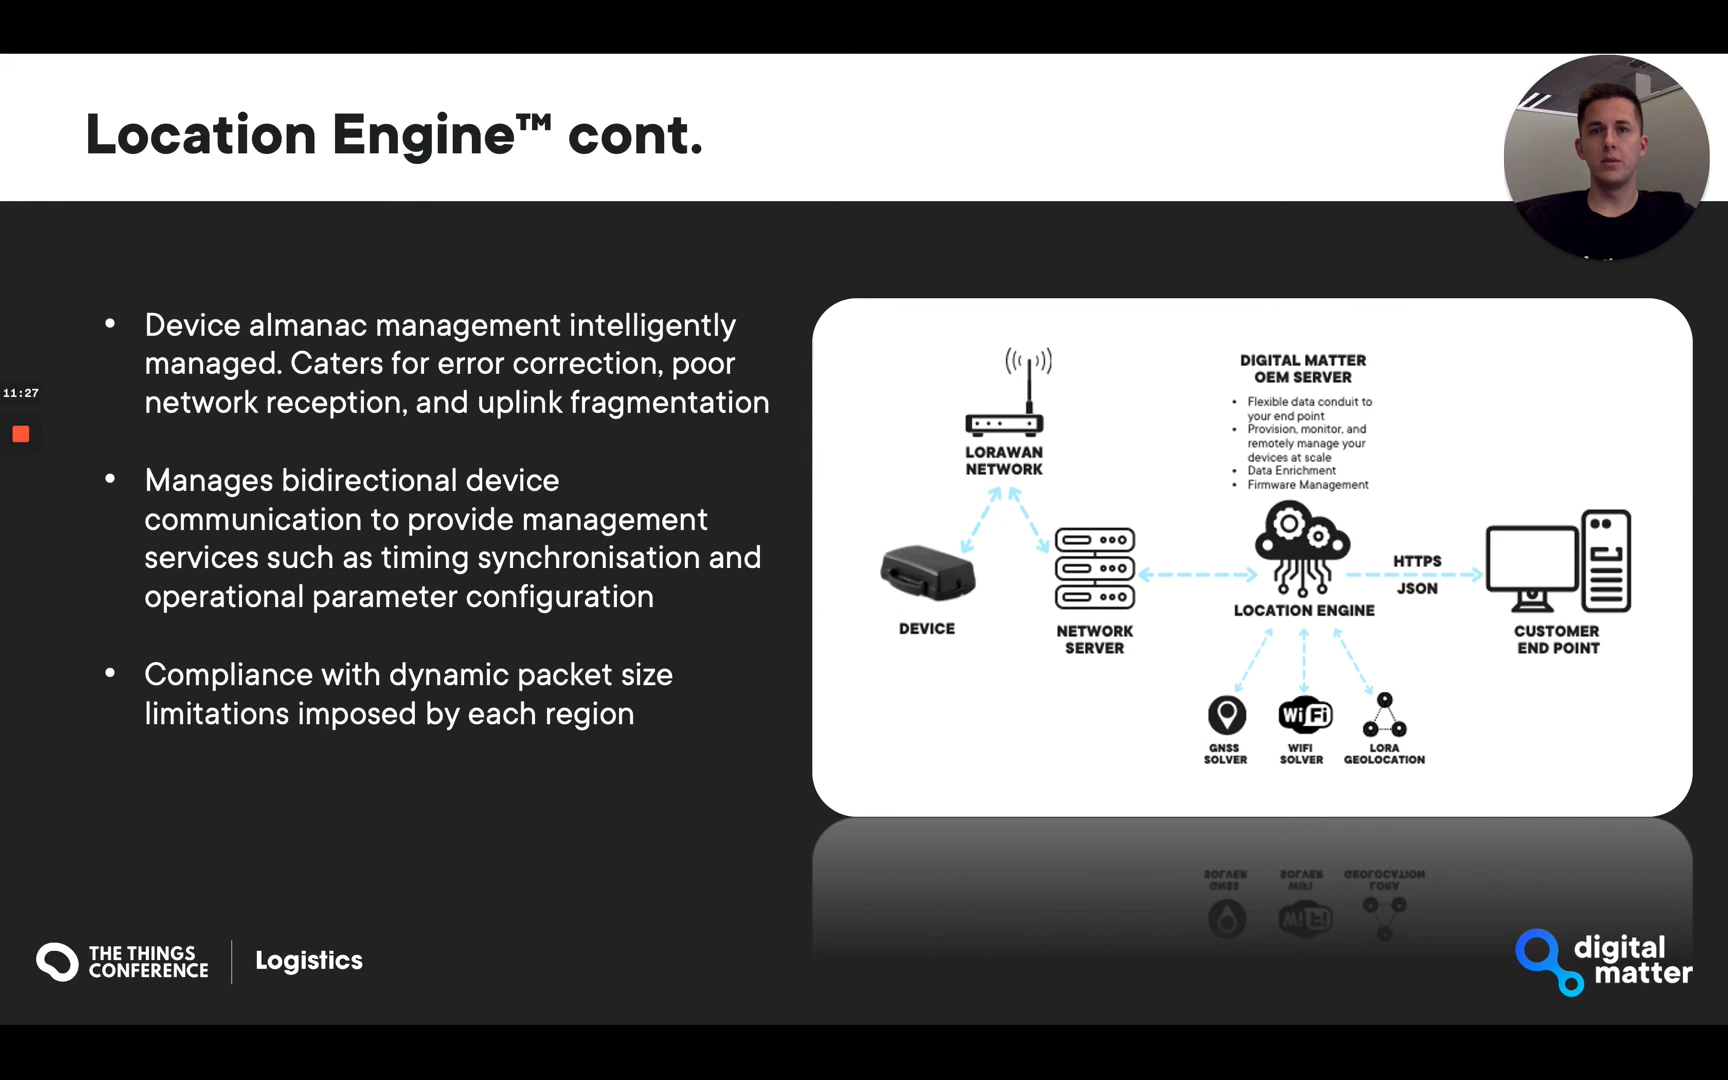 Location Engine™ cont.
11:27
• Device almanac management intelligently
managed. Caters for error correction, poor
network reception, and uplink fragmentation
• Manages bidirectional device
communication to provide management
services such as timing synchronisation and
operational parameter configuration
• Compliance with dynamic packet size
limitations imposed by each region
LORAWAN
NETWORK
DIGITAL MATTER
OEM SERVER
• Flexible data conduit to
your end point
• Provision, monitor, and
remotely manage your
devices at scale
• Data Enrichment
• Firmware Management
DEVICE
NETWORK
SERVER
LOCATION ENGINE
HTTPS
JSON
CUSTOMER
END POINT
WiFi
GNSS
SOLVER
WIFI
SOLVER
LORA
GEOLOCATION
THE THINGS
CONFERENCE
Logistics
digital
matter